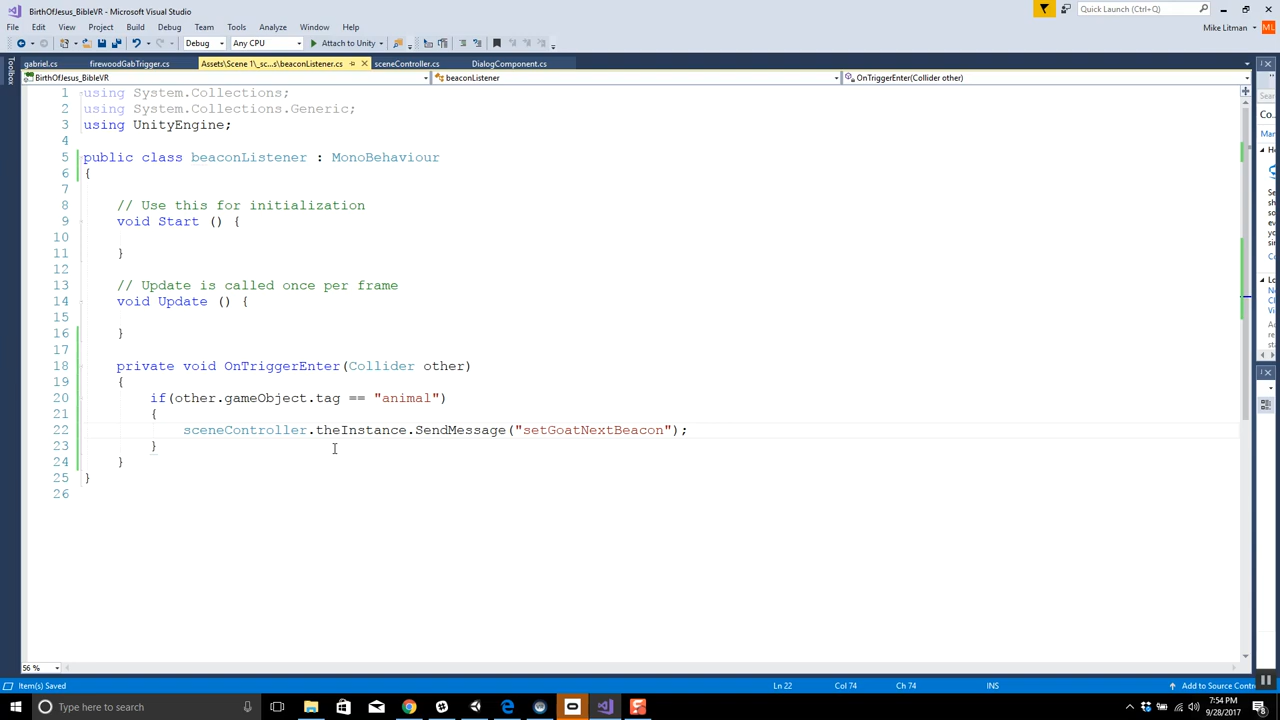 BirthOfJesus_BibleVR - Microsoft Visual Studio
Quick Launch (Ctrl+Q)
File Edit View Project Build Debug Team Tools Analyze Window Help
Mike Litman
ML
Debug Any CPU Attach to Unity
gabriel.cs firewoodGabTrigger.cs Assets\Scene 1\_sc...s\beaconListener.cs sceneController.cs DialogComponent.cs
BirthOfJesus_BibleVR beaconListener OnTriggerEnter(Collider other)
Toolbox
1 using System.Collections;
2 using System.Collections.Generic;
3 using UnityEngine;
4
5 public class beaconListener : MonoBehaviour
6 {
7
8 // Use this for initialization
9 void Start () {
10
11 }
12
13 // Update is called once per frame
14 void Update () {
15
16 }
17
18 private void OnTriggerEnter(Collider other)
19 {
20 if(other.gameObject.tag == "animal")
21 {
22 sceneController.theInstance.SendMessage("setGoatNextBeacon");
23 }
24 }
25 }
26
Sear
Co...
Man
56 %
Item(s) Saved Ln 22 Col 74 Ch 74 INS Add to Source Contr
Type here to search
7:54 PM
9/28/2017